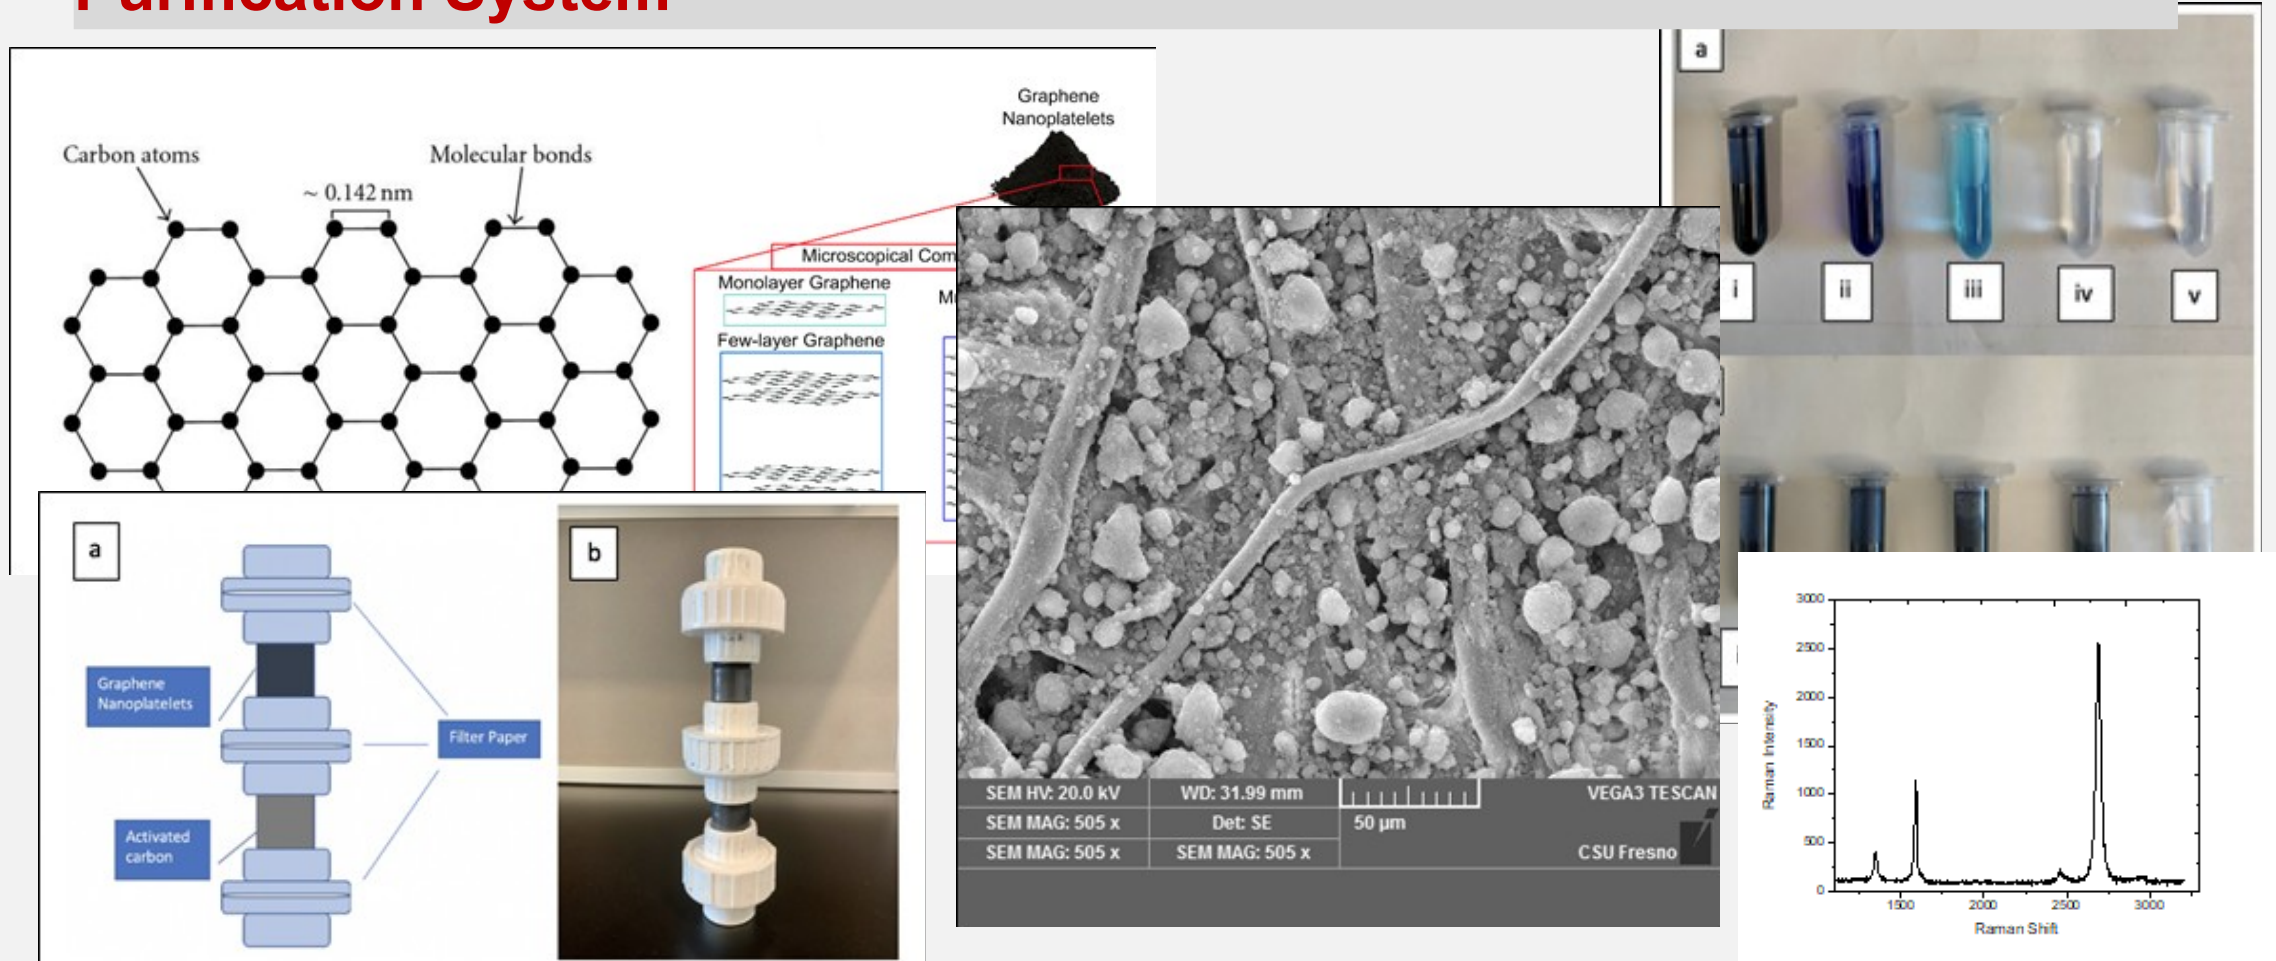 Purification System
Carbon atoms
Molecular bonds
~ 0.142 nm
Graphene
Nanoplatelets
Microscopical Com
Monolayer Graphene
Few-layer Graphene
a
Graphene
Nanoplatelets
Filter Paper
Activated
carbon
b
SEM HV: 20.0 kV
WD: 31.99 mm
VEGA3 TESCAN
SEM MAG: 505 x
Det: SE
50 µm
SEM MAG: 505 x
SEM MAG: 505 x
CSU Fresno
a
i
ii
iii
iv
v
3000
2500
2000
1500
1000
500
0
Raman Intensity
1500
2000
2500
3000
Raman Shift